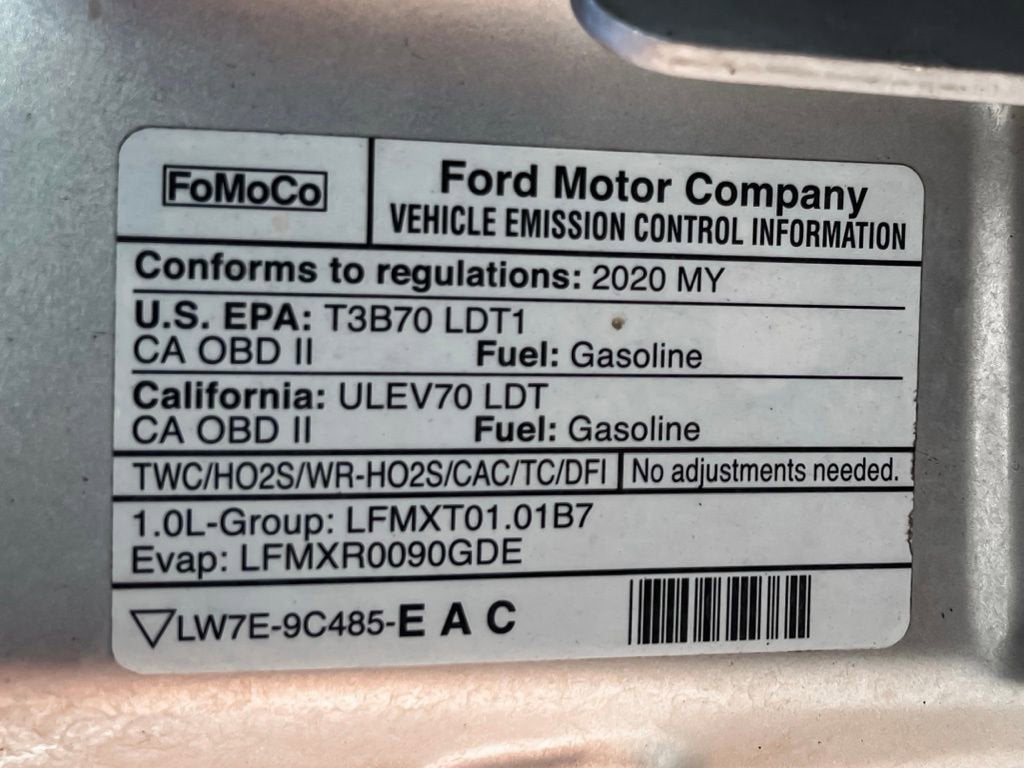 FoMoCo
Ford Motor Company
VEHICLE EMISSION CONTROL INFORMATION
Conforms to regulations: 2020 MY
U.S. EPA: T3B70 LDT1
CA OBD II Fuel: Gasoline
California: ULEV70 LDT
CA OBD II Fuel: Gasoline
TWC/HO2S/WR-HO2S/CAC/TC/DFI No adjustments needed.
1.0L-Group: LFMXT01.01B7
Evap: LFMXR0090GDE
LW7E-9C485-E A C